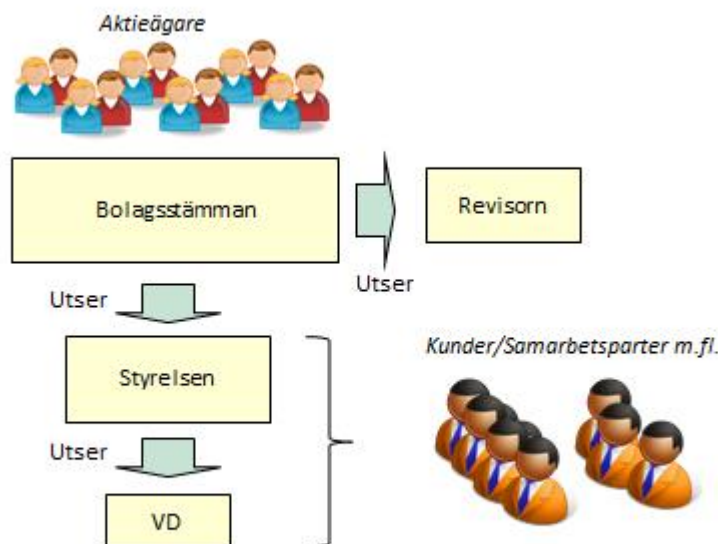 Aktieägare
Bolagsstämman
Revisorn
Utser
Utser
Styrelsen
Kunder/Samarbetsparter m.fl.
Utser
VD